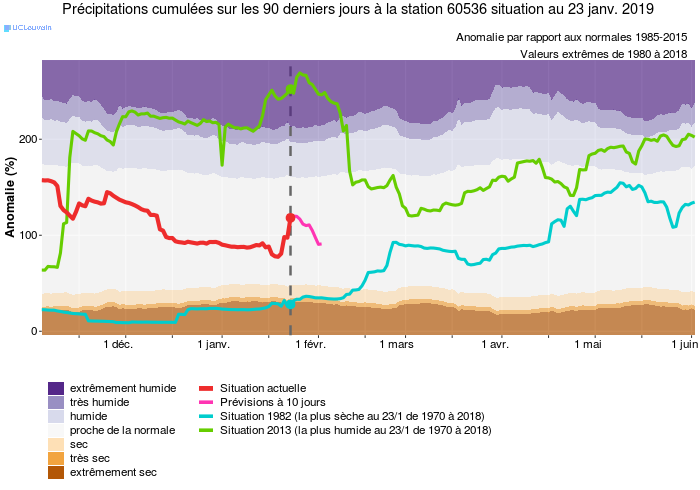 Précipitations cumulées sur les 90 derniers jours à la station 60536 situation au 23 janv. 2019
UCLouvain
Anomalie par rapport aux normales 1985-2015
Valeurs extrêmes de 1980 à 2018
Anomalie (%)
200
100
0
1 déc.
1 janv.
1 févr.
1 mars
1 avr.
1 mai
1 juin
extrêmement humide
très humide
humide
proche de la normale
sec
très sec
extrêmement sec
Situation actuelle
Prévisions à 10 jours
Situation 1982 (la plus sèche au 23/1 de 1970 à 2018)
Situation 2013 (la plus humide au 23/1 de 1970 à 2018)